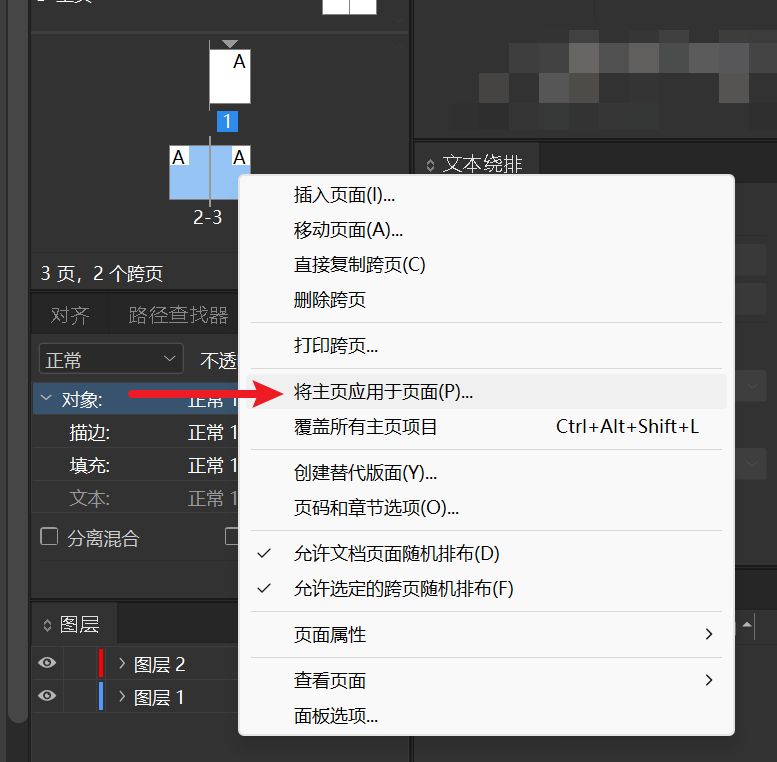 A
1
A A
2-3
3 页，2 个跨页
文本绕排
对齐 路径查找器
正常 不透
对象: 正常 1
描边: 正常 1
填充: 正常 1
文本: 正常 1
分离混合
图层
图层 2
图层 1
插入页面(I)...
移动页面(A)...
直接复制跨页(C)
删除跨页
打印跨页...
将主页应用于页面(P)...
覆盖所有主页项目 Ctrl+Alt+Shift+L
创建替代版面(Y)...
页码和章节选项(O)...
允许文档页面随机排布(D)
允许选定的跨页随机排布(F)
页面属性
查看页面
面板选项...